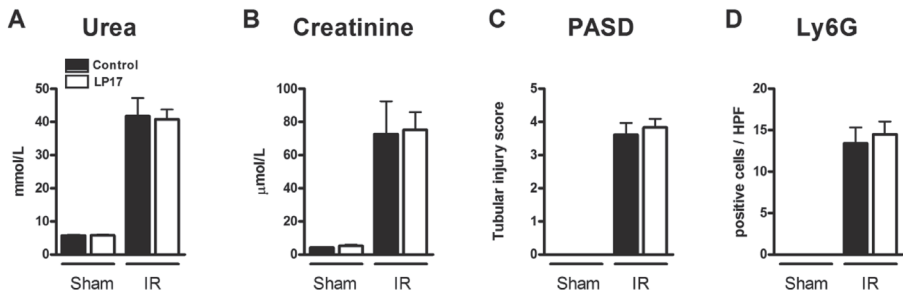 A Urea
Control
LP17
mmol/L
50
40
30
20
10
0
Sham IR
B Creatinine
μmol/L
100
80
60
40
20
0
Sham IR
C PASD
Tubular injury score
5
4
3
2
1
0
Sham IR
D Ly6G
positive cells / HPF
20
15
10
5
0
Sham IR